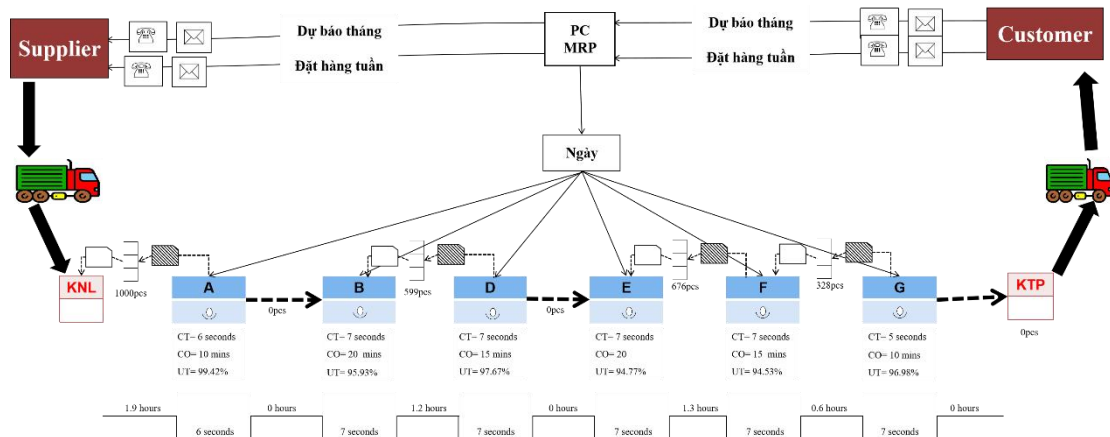 Supplier
Dự báo tháng
Đặt hàng tuần
PC
MRP
Dự báo tháng
Đặt hàng tuần
Customer
Ngày
KNL
1000pcs
A
0pcs
B
599pcs
D
0pcs
E
676pcs
F
328pcs
G
KTP
0pcs
CT= 6 seconds
CO= 10 mins
UT= 99.42%
CT= 7 seconds
CO= 20 mins
UT= 95.93%
CT= 7 seconds
CO= 15 mins
UT= 97.67%
CT= 7 seconds
CO= 20
UT= 94.77%
CT= 7 seconds
CO= 15 mins
UT= 94.53%
CT= 5 seconds
CO= 10 mins
UT= 96.98%
1.9 hours
0 hours
1.2 hours
0 hours
1.3 hours
0.6 hours
0 hours
6 seconds
7 seconds
7 seconds
7 seconds
7 seconds
7 seconds